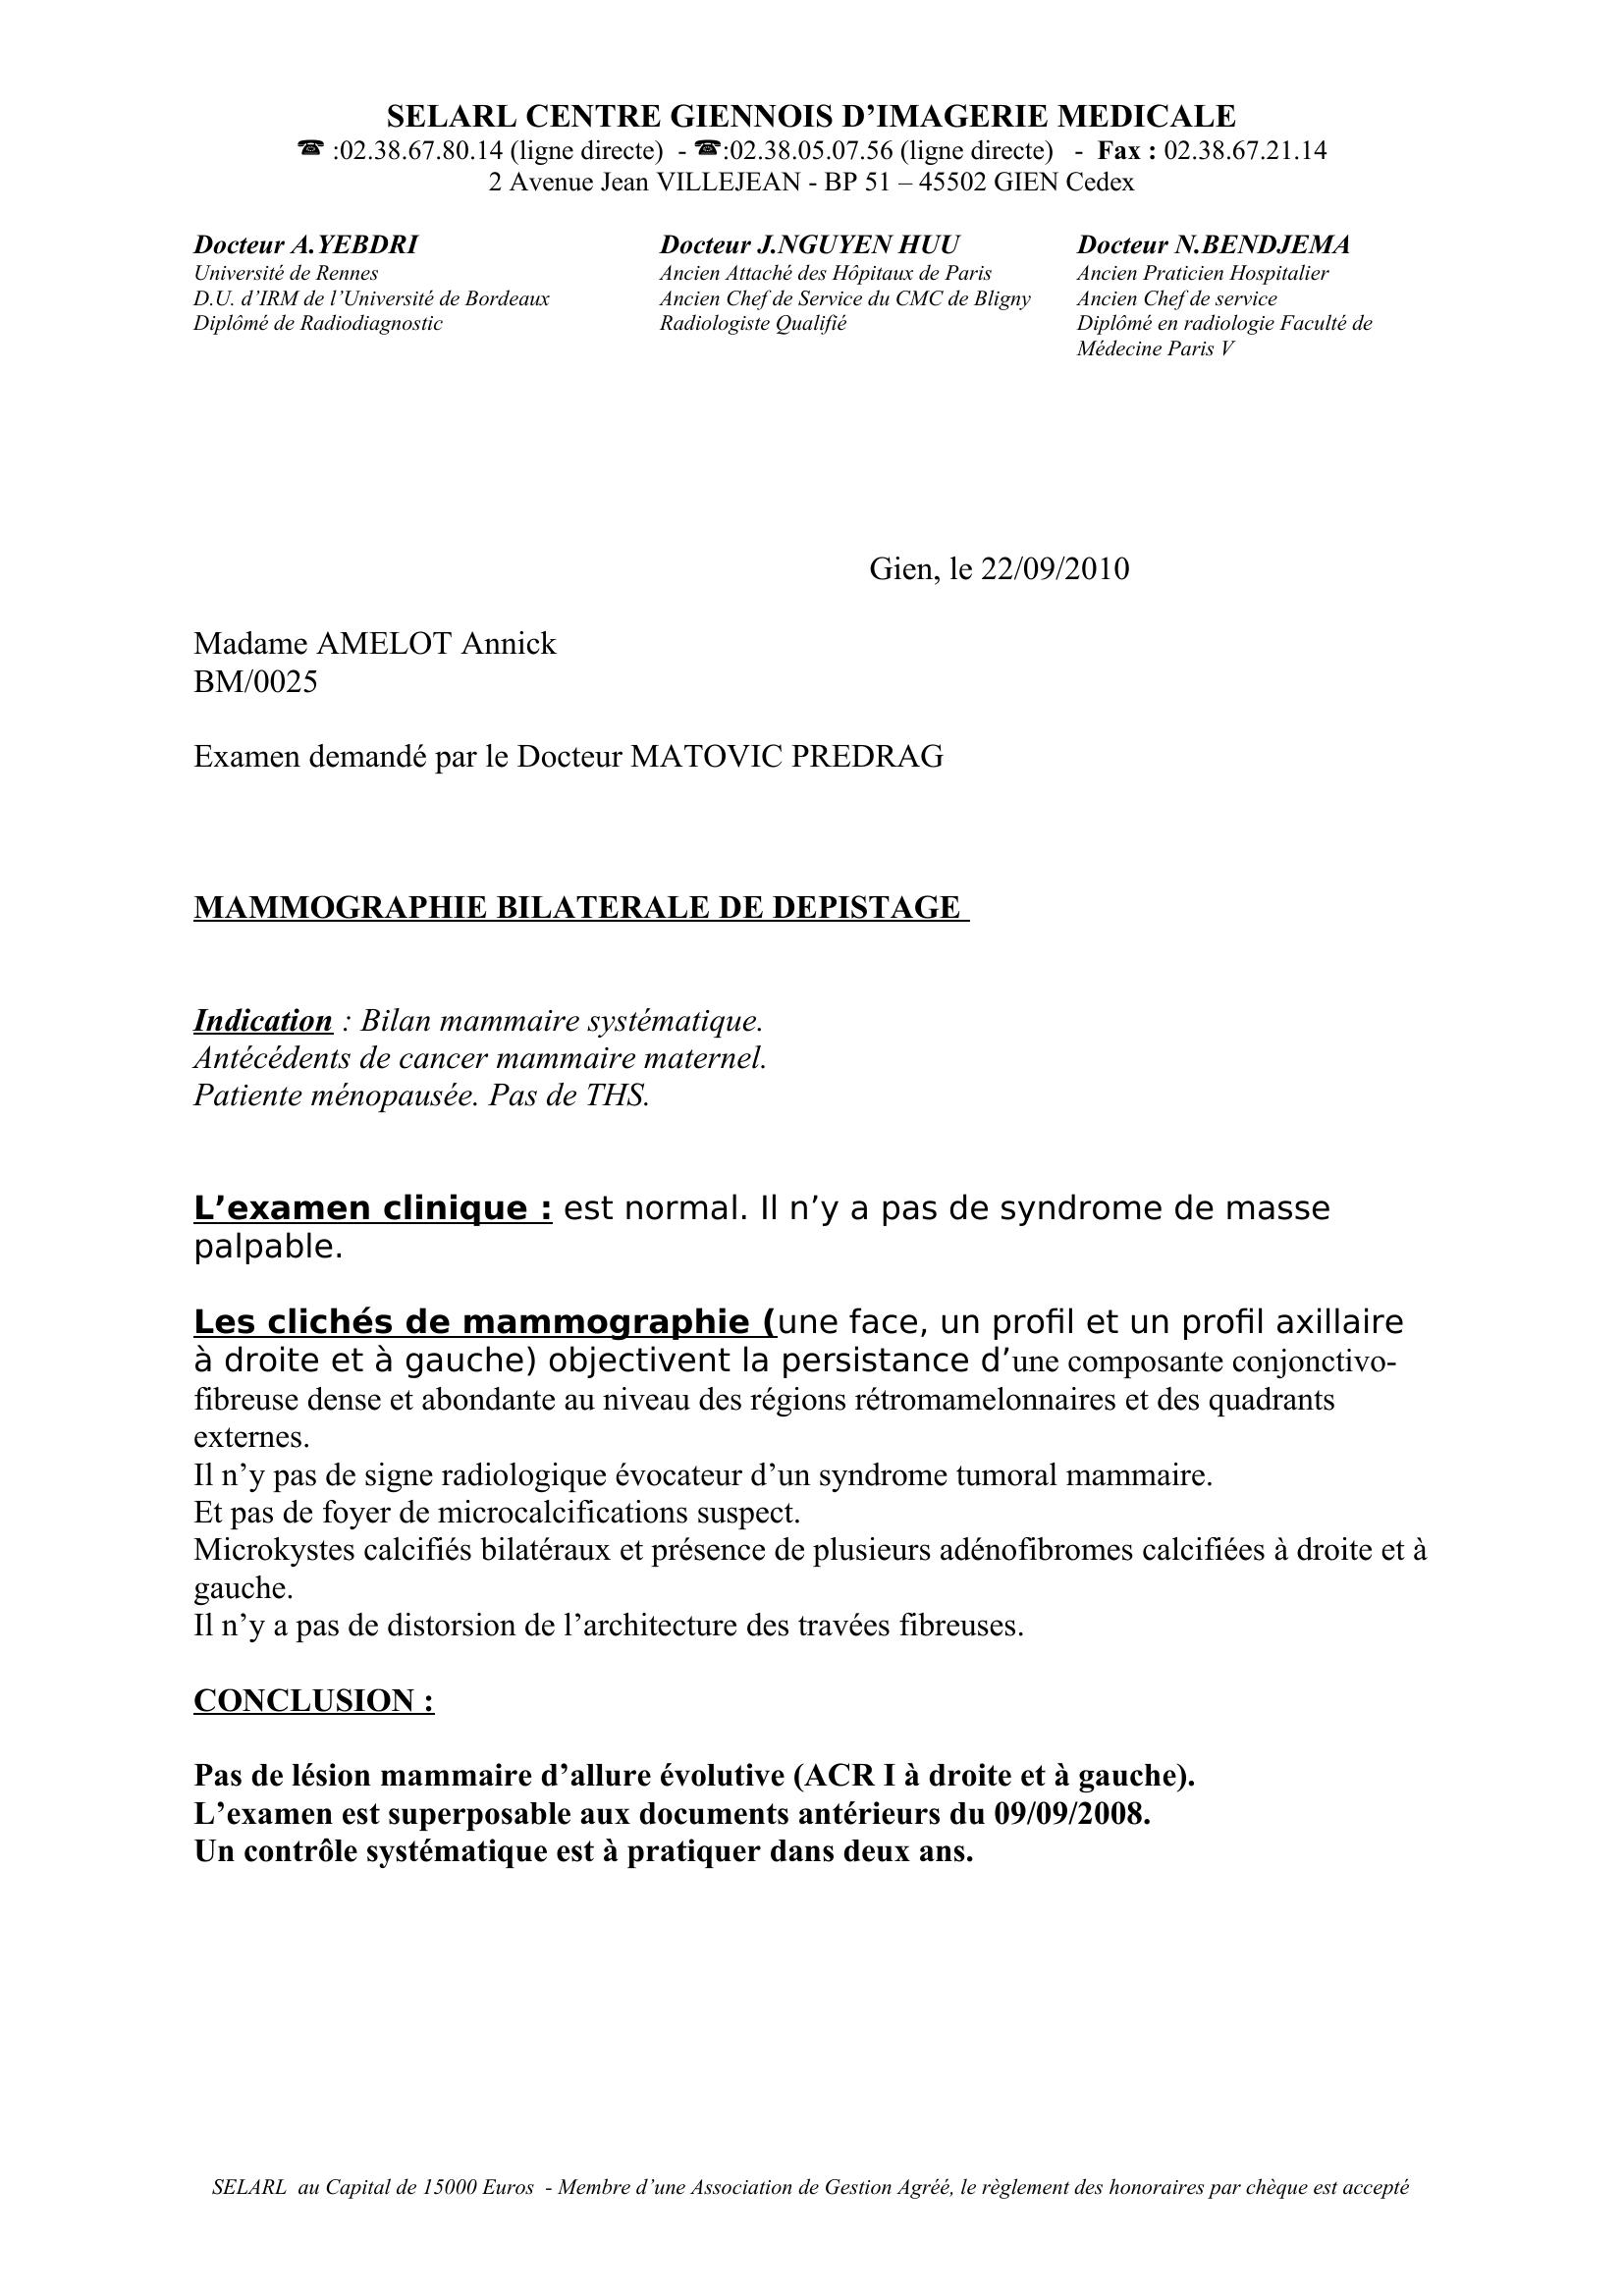 SELARL CENTRE GIENNOIS D’IMAGERIE MEDICALE
☎ :02.38.67.80.14 (ligne directe) - ☎:02.38.05.07.56 (ligne directe) - Fax : 02.38.67.21.14
2 Avenue Jean VILLEJEAN - BP 51 – 45502 GIEN Cedex
Docteur A.YEBDRI
Université de Rennes
D.U. d’IRM de l’Université de Bordeaux
Diplômé de Radiodiagnostic
Docteur J.NGUYEN HUU
Ancien Attaché des Hôpitaux de Paris
Ancien Chef de Service du CMC de Bligny
Radiologiste Qualifié
Docteur N.BENDJEMA
Ancien Praticien Hospitalier
Ancien Chef de service
Diplômé en radiologie Faculté de
Médecine Paris V
Gien, le 22/09/2010
Madame AMELOT Annick
BM/0025
Examen demandé par le Docteur MATOVIC PREDRAG
MAMMOGRAPHIE BILATERALE DE DEPISTAGE
Indication : Bilan mammaire systématique.
Antécédents de cancer mammaire maternel.
Patiente ménopausée. Pas de THS.
L’examen clinique : est normal. Il n’y a pas de syndrome de masse
palpable.
Les clichés de mammographie (une face, un profil et un profil axillaire
à droite et à gauche) objectivent la persistance d’une composante conjonctivo-
fibreuse dense et abondante au niveau des régions rétromamelonnaires et des quadrants
externes.
Il n’y pas de signe radiologique évocateur d’un syndrome tumoral mammaire.
Et pas de foyer de microcalcifications suspect.
Microkystes calcifiés bilatéraux et présence de plusieurs adénofibromes calcifiées à droite et à
gauche.
Il n’y a pas de distorsion de l’architecture des travées fibreuses.
CONCLUSION :
Pas de lésion mammaire d’allure évolutive (ACR I à droite et à gauche).
L’examen est superposable aux documents antérieurs du 09/09/2008.
Un contrôle systématique est à pratiquer dans deux ans.
SELARL au Capital de 15000 Euros - Membre d’une Association de Gestion Agréé, le règlement des honoraires par chèque est accepté